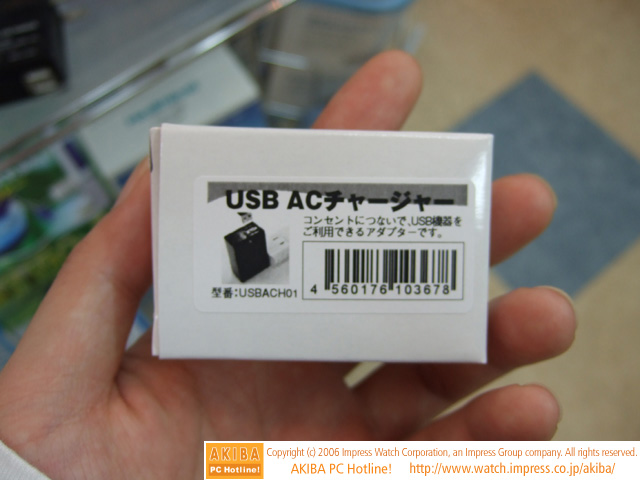 USB ACチャージャー
コンセントにつないで、USB機器を
ご利用できるアダプターです。
型番:USBACH01
4 560176 103678
AKIBA
PC Hotline!
Copyright (c) 2006 Impress Watch Corporation, an Impress Group company. All rights reserved.
AKIBA PC Hotline! http://www.watch.impress.co.jp/akiba/